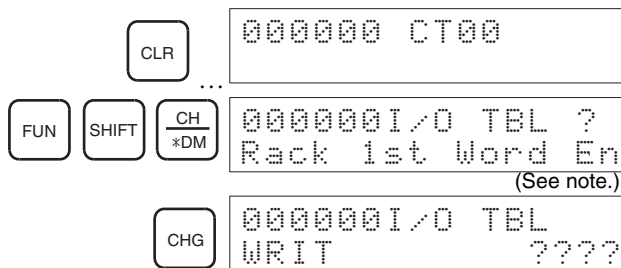 000000 CT00
CLR
...
FUN SHIFT CH *DM
000000I/O TBL ?
Rack 1st Word En
(See note.)
CHG
000000I/O TBL
WRIT ????